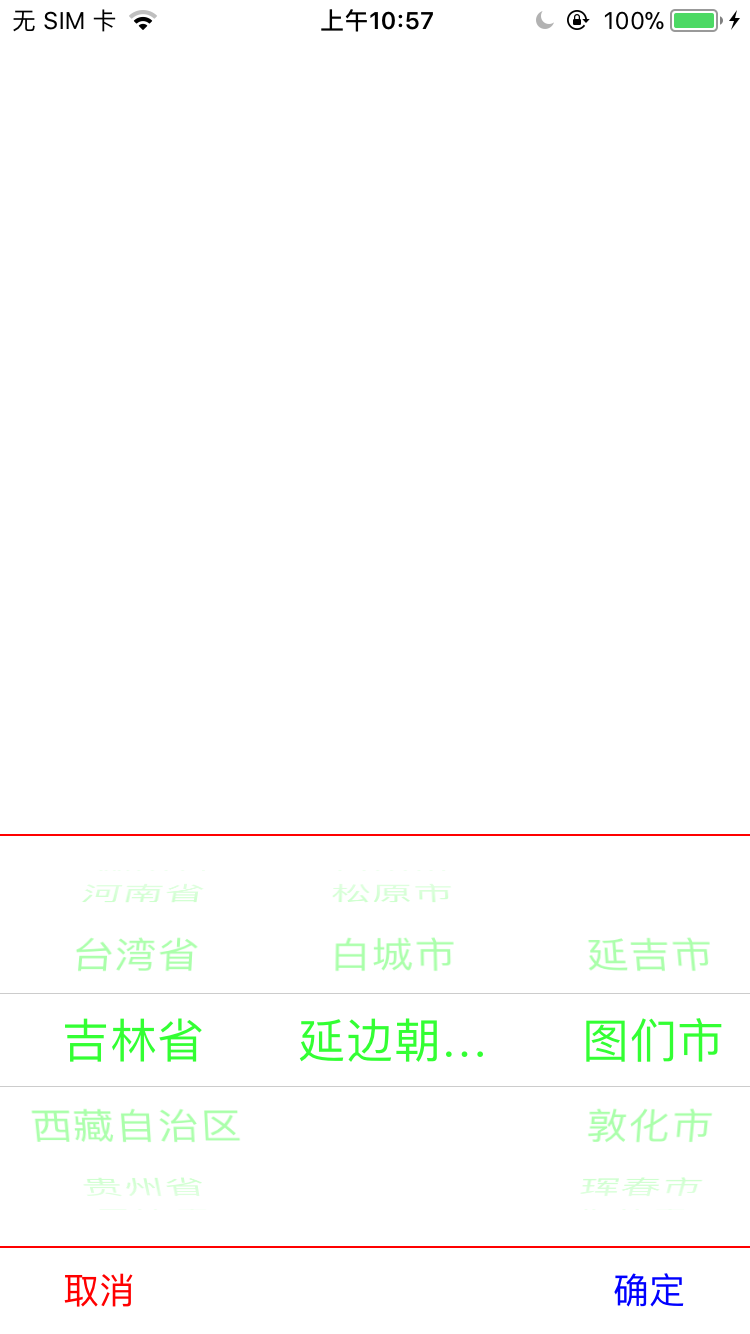 无 SIM 卡 上午10:57 100%
河南省 松原市
台湾省 白城市 延吉市
吉林省 延边朝... 图们市
西藏自治区 敦化市
贵州省 珲春市
取消 确定